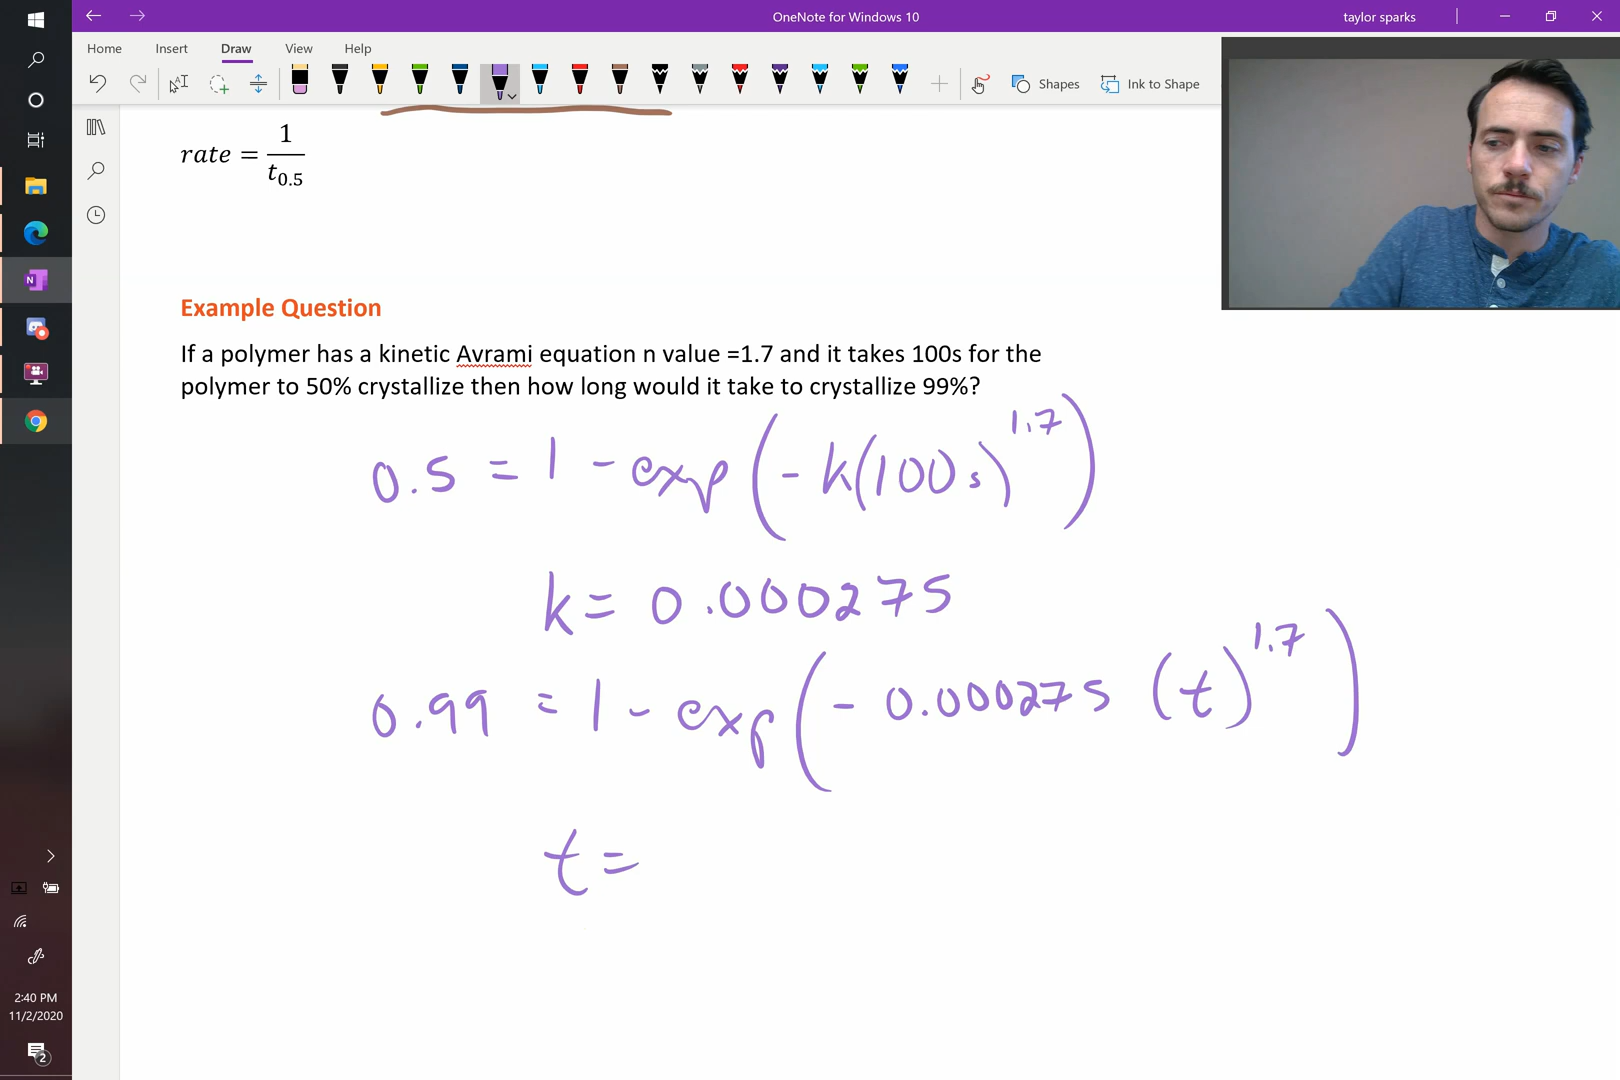 OneNote for Windows 10
taylor sparks
Home Insert Draw View Help
Shapes
Ink to Shape
rate = 1 / t0.5
Example Question
If a polymer has a kinetic Avrami equation n value =1.7 and it takes 100s for the
polymer to 50% crystallize then how long would it take to crystallize 99%?
0.5 = 1 - exp(- k(100s)^1.7)
k = 0.000275
0.99 = 1 - exp(- 0.000275 (t)^1.7)
t =
2:40 PM
11/2/2020
2